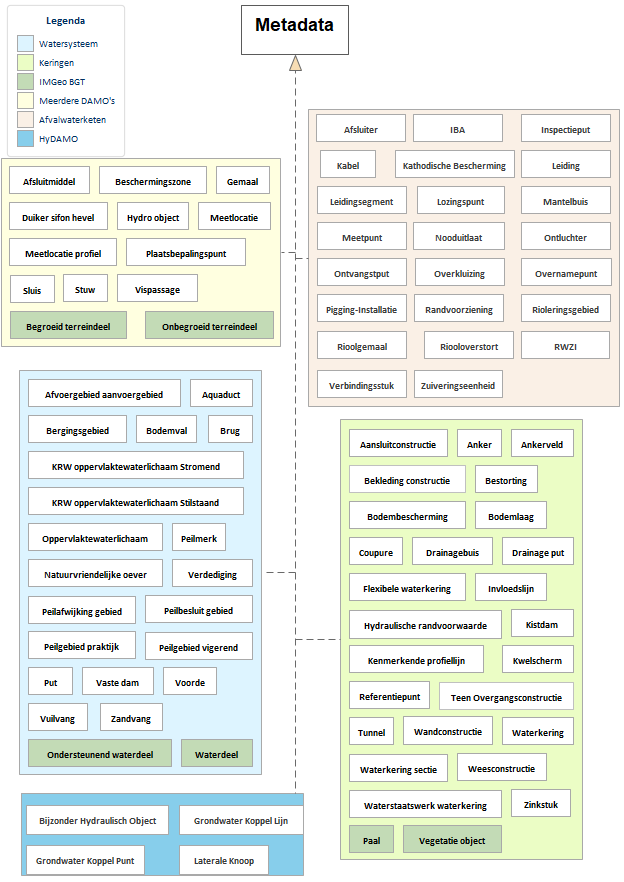 Metadata
Legenda
Watersysteem
Keringen
IMGeo BGT
Meerdere DAMO's
Afvalwaterketen
HyDAMO
Afsluiter
IBA
Inspectieput
Kabel
Kathodische Bescherming
Leiding
Leidingsegment
Lozingspunt
Mantelbuis
Meetpunt
Nooduitlaat
Ontluchter
Ontvangstput
Overkluizing
Overnamepunt
Pigging-Installatie
Randvoorziening
Rioleringsgebied
Rioolgemaal
Riooloverstort
RWZI
Verbindingsstuk
Zuiveringseenheid
Afsluitmiddel
Beschermingszone
Gemaal
Duiker sifon hevel
Hydro object
Meetlocatie
Meetlocatie profiel
Plaatsbepalingspunt
Sluis
Stuw
Vispassage
Begroeid terreindeel
Onbegroeid terreindeel
Afvoergebied aanvoergebied
Aquaduct
Bergingsgebied
Bodemval
Brug
KRW oppervlaktewaterlichaam Stromend
KRW oppervlaktewaterlichaam Stilstaand
Oppervlaktewaterlichaam
Peilmerk
Natuurvriendelijke oever
Verdediging
Peilafwijking gebied
Peilbesluit gebied
Peilgebied praktijk
Peilgebied vigerend
Put
Vaste dam
Voorde
Vuilvang
Zandvang
Ondersteunend waterdeel
Waterdeel
Aansluitconstructie
Anker
Ankerveld
Bekleding constructie
Bestorting
Bodembescherming
Bodemlaag
Coupure
Drainagebuis
Drainage put
Flexibele waterkering
Invloedslijn
Hydraulische randvoorwaarde
Kistdam
Kenmerkende profiellijn
Kwelscherm
Referentiepunt
Teen Overgangsconstructie
Tunnel
Wandconstructie
Waterkering
Waterkering sectie
Weesconstructie
Waterstaatswerk waterkering
Zinkstuk
Paal
Vegetatie object
Bijzonder Hydraulisch Object
Grondwater Koppel Lijn
Grondwater Koppel Punt
Laterale Knoop